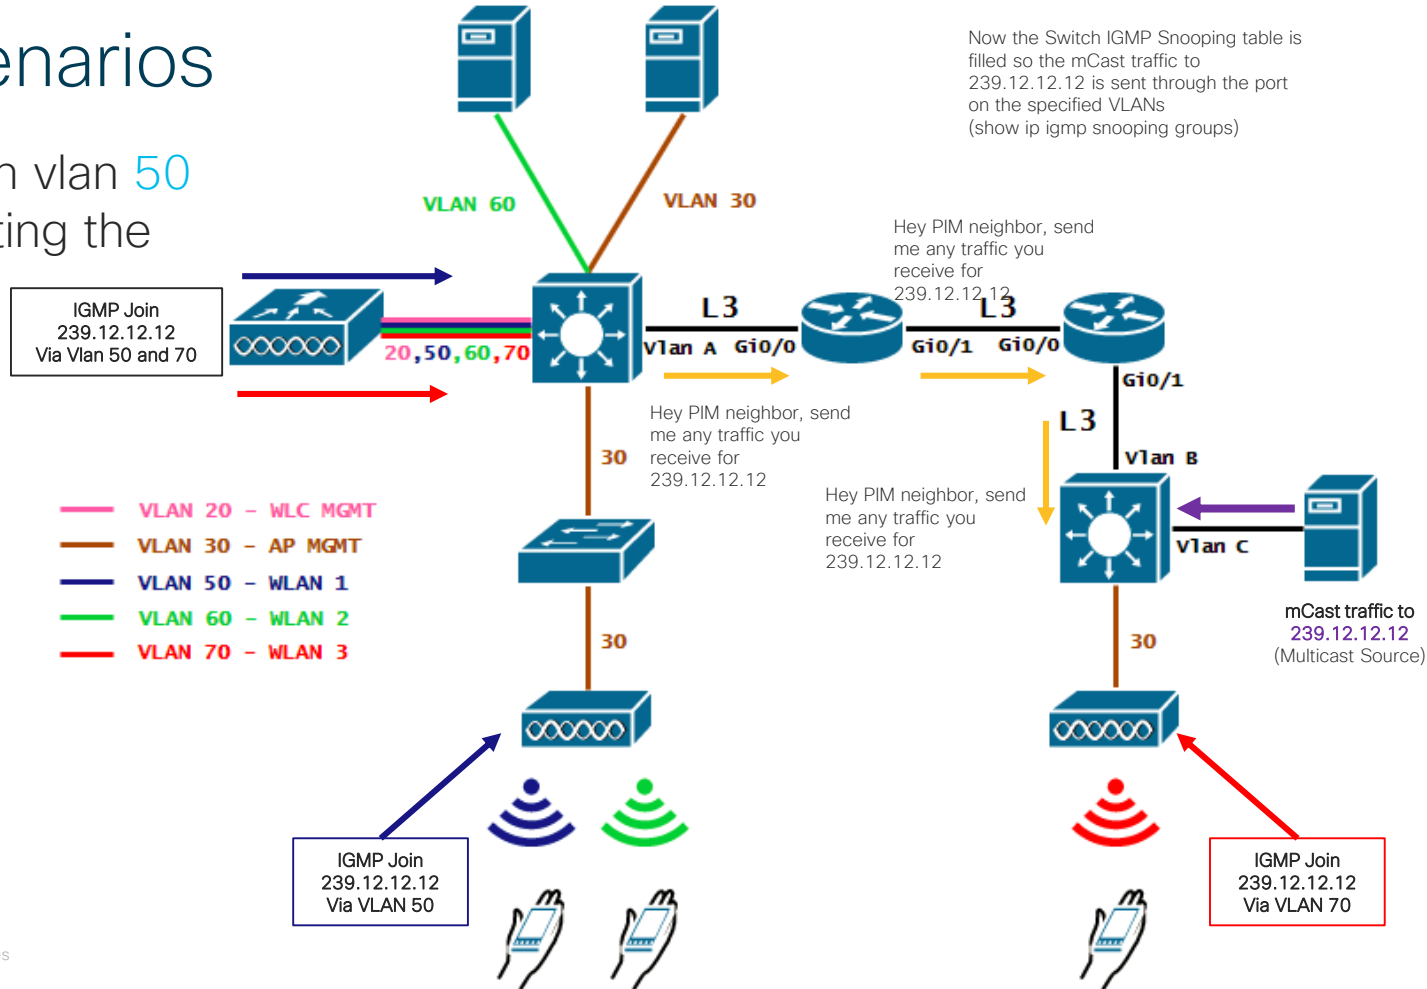 enarios
n vlan 50
ting the
Now the Switch IGMP Snooping table is
filled so the mCast traffic to
239.12.12.12 is sent through the port
on the specified VLANs
(show ip igmp snooping groups)
VLAN 60
VLAN 30
Hey PIM neighbor, send
me any traffic you
receive for
239.12.12.12
IGMP Join
239.12.12.12
Via Vlan 50 and 70
20,50,60,70
L3
Vlan A
Gi0/0
L3
Gi0/1
Gi0/0
Gi0/1
Hey PIM neighbor, send
me any traffic you
receive for
239.12.12.12
L3
Vlan B
30
Hey PIM neighbor, send
me any traffic you
receive for
239.12.12.12
Vlan C
VLAN 20 - WLC MGMT
VLAN 30 - AP MGMT
VLAN 50 - WLAN 1
VLAN 60 - WLAN 2
VLAN 70 - WLAN 3
mCast traffic to
239.12.12.12
(Multicast Source)
30
30
IGMP Join
239.12.12.12
Via VLAN 50
IGMP Join
239.12.12.12
Via VLAN 70